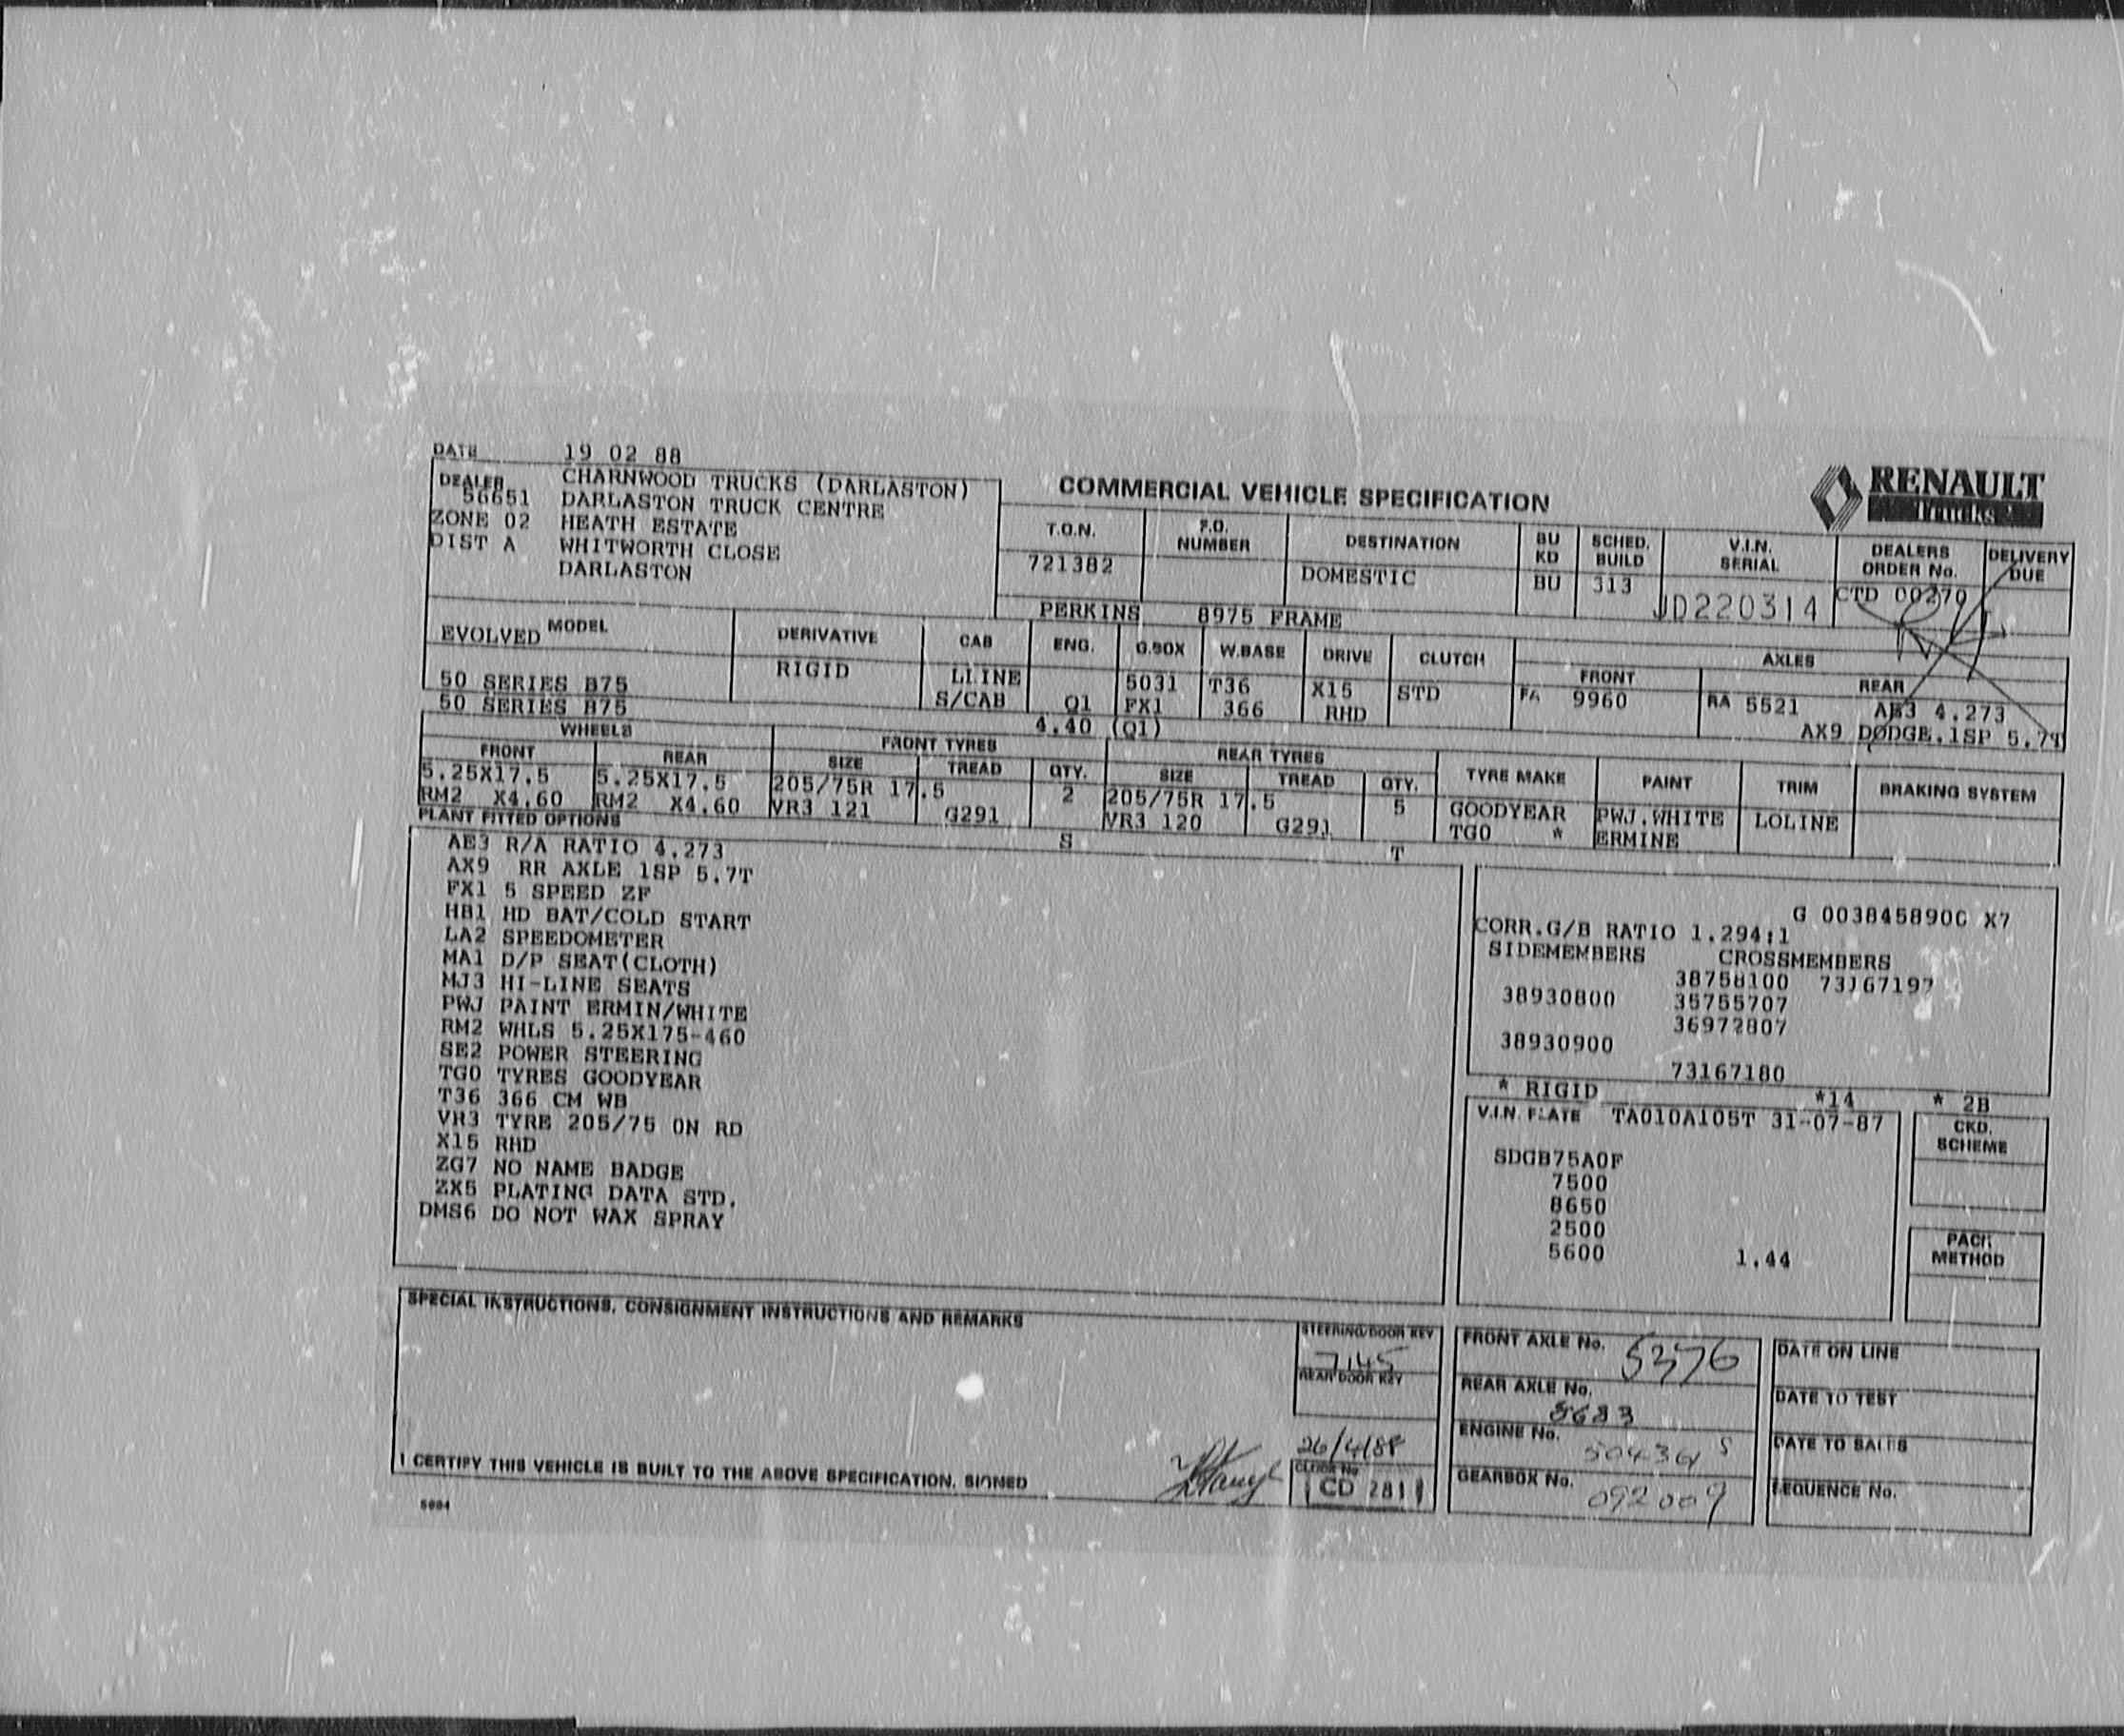 DATE 19 02 88
DEALER CHARNWOOD TRUCKS (DARLASTON)
56651 DARLASTON TRUCK CENTRE
ZONE 02 HEATH ESTATE
DIST A WHITWORTH CLOSE
DARLASTON
COMMERCIAL VEHICLE SPECIFICATION
RENAULT
Trucks
T.O.N. F.O. NUMBER DESTINATION BU KD SCHED. BUILD V.I.N. SERIAL DEALERS ORDER No. DELIVERY DUE
721382 DOMESTIC BU 313 JD220314 CTD 00270
PERKINS 8975 FRAME
EVOLVED MODEL DERIVATIVE CAB ENG. G.BOX W.BASE DRIVE CLUTCH AXLES
FRONT REAR
50 SERIES B75 RIGID LLINE 5031 T36 X15 STD FA 9960 RA 5521 AE3 4.273
50 SERIES B75 S/CAB Q1 FX1 366 RHD AX9 DODGE.1SP 5.7T
4.40 (Q1)
WHEELS FRONT TYRES REAR TYRES
FRONT REAR SIZE TREAD QTY. SIZE TREAD QTY. TYRE MAKE PAINT TRIM BRAKING SYSTEM
5.25X17.5 5.25X17.5 205/75R 17.5 2 205/75R 17.5 5 GOODYEAR PWJ.WHITE LOLINE
RM2 X4.60 RM2 X4.60 VR3 121 G291 VR3 120 G291 TG0 * ERMINE
PLANT FITTED OPTIONS
S T
AE3 R/A RATIO 4.273
AX9 RR AXLE 1SP 5.7T
FX1 5 SPEED ZF
HB1 HD BAT/COLD START
LA2 SPEEDOMETER
MA1 D/P SEAT(CLOTH)
MJ3 HI-LINE SEATS
PWJ PAINT ERMIN/WHITE
RM2 WHLS 5.25X175-460
SE2 POWER STEERING
TG0 TYRES GOODYEAR
T36 366 CM WB
VR3 TYRE 205/75 ON RD
X15 RHD
ZG7 NO NAME BADGE
ZX5 PLATING DATA STD.
DMS6 DO NOT WAX SPRAY
G 003845890C X7
CORR.G/B RATIO 1.294:1
SIDEMEMBERS CROSSMEMBERS
38758100 73167197
38930800 35755707
36972807
38930900
73167180
* RIGID *14 * 2B
V.I.N. PLATE TA010A105T 31-07-87
CKD. SCHEME
SDGB75A0F
7500
8650
2500
5600 1.44
PACK METHOD
SPECIAL INSTRUCTIONS, CONSIGNMENT INSTRUCTIONS AND REMARKS
STEERING/DOOR KEY
7145
REAR DOOR KEY
26/4/88
CLOCK No
CD 281
FRONT AXLE No. 5376
REAR AXLE No.
8683
ENGINE No.
GEARBOX No. 092009
DATE ON LINE
DATE TO TEST
DATE TO SALES
SEQUENCE No.
I CERTIFY THIS VEHICLE IS BUILT TO THE ABOVE SPECIFICATION. SIGNED